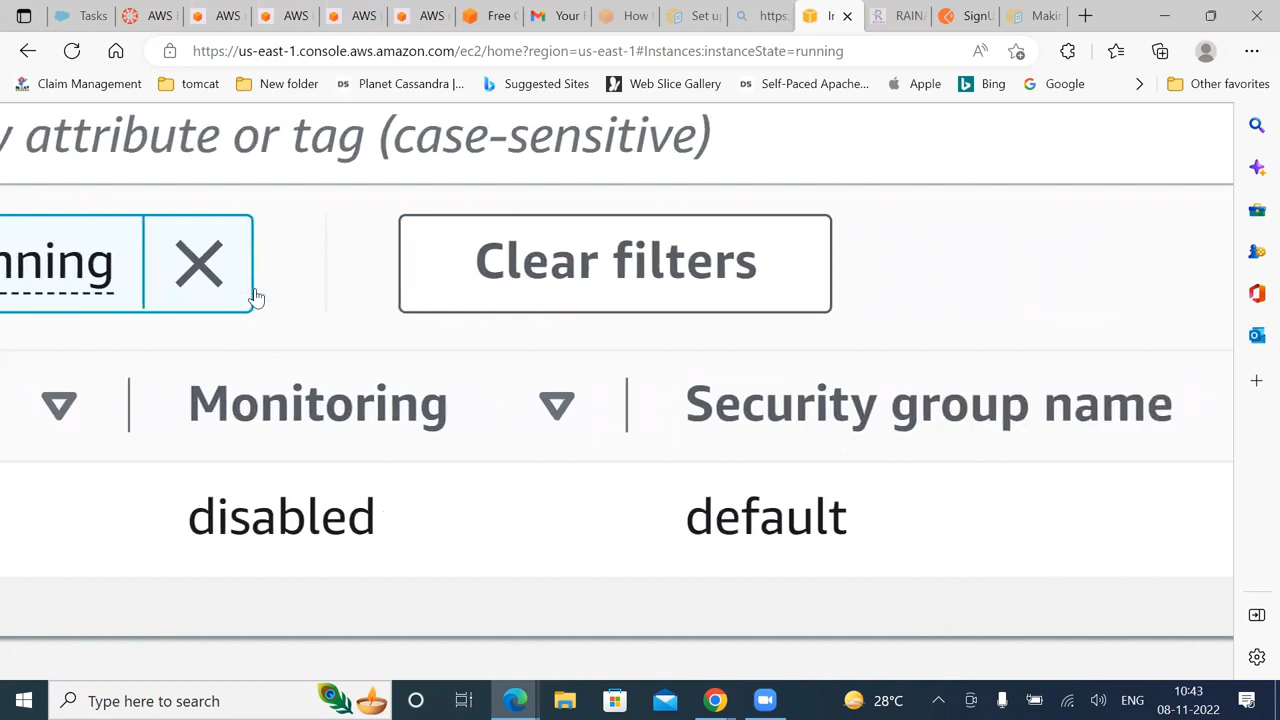 Tasks
AWS
AWS
AWS
AWS
AWS
Free C
Your F
How t
Set up
https:
In
RAIN
SignU
Makin
https://us-east-1.console.aws.amazon.com/ec2/home?region=us-east-1#Instances:instanceState=running
Claim Management
tomcat
New folder
DS Planet Cassandra |...
Suggested Sites
Web Slice Gallery
DS Self-Paced Apache...
Apple
Bing
Google
Other favorites
y attribute or tag (case-sensitive)
nning
Clear filters
Monitoring
Security group name
disabled
default
Type here to search
28°C
ENG
10:43
08-11-2022